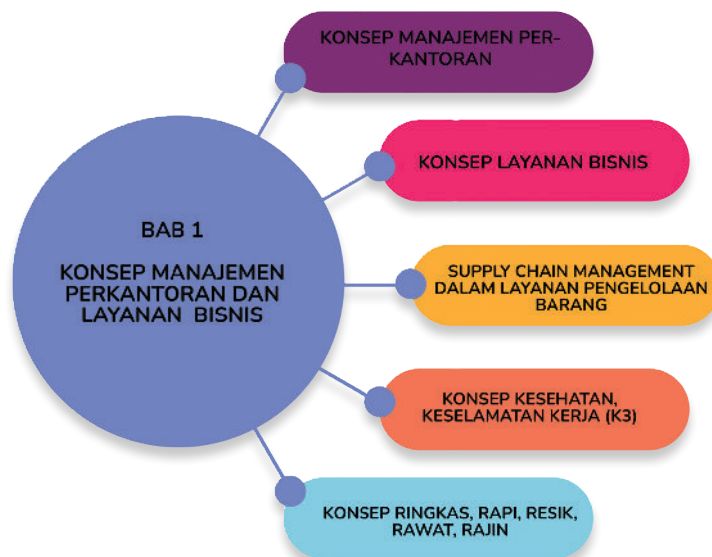 BAB 1
KONSEP MANAJEMEN
PERKANTORAN DAN
LAYANAN BISNIS
KONSEP MANAJEMEN PER-
KANTORAN
KONSEP LAYANAN BISNIS
SUPPLY CHAIN MANAGEMENT
DALAM LAYANAN PENGELOLAAN
BARANG
KONSEP KESEHATAN,
KESELAMATAN KERJA (K3)
KONSEP RINGKAS, RAPI, RESIK,
RAWAT, RAJIN